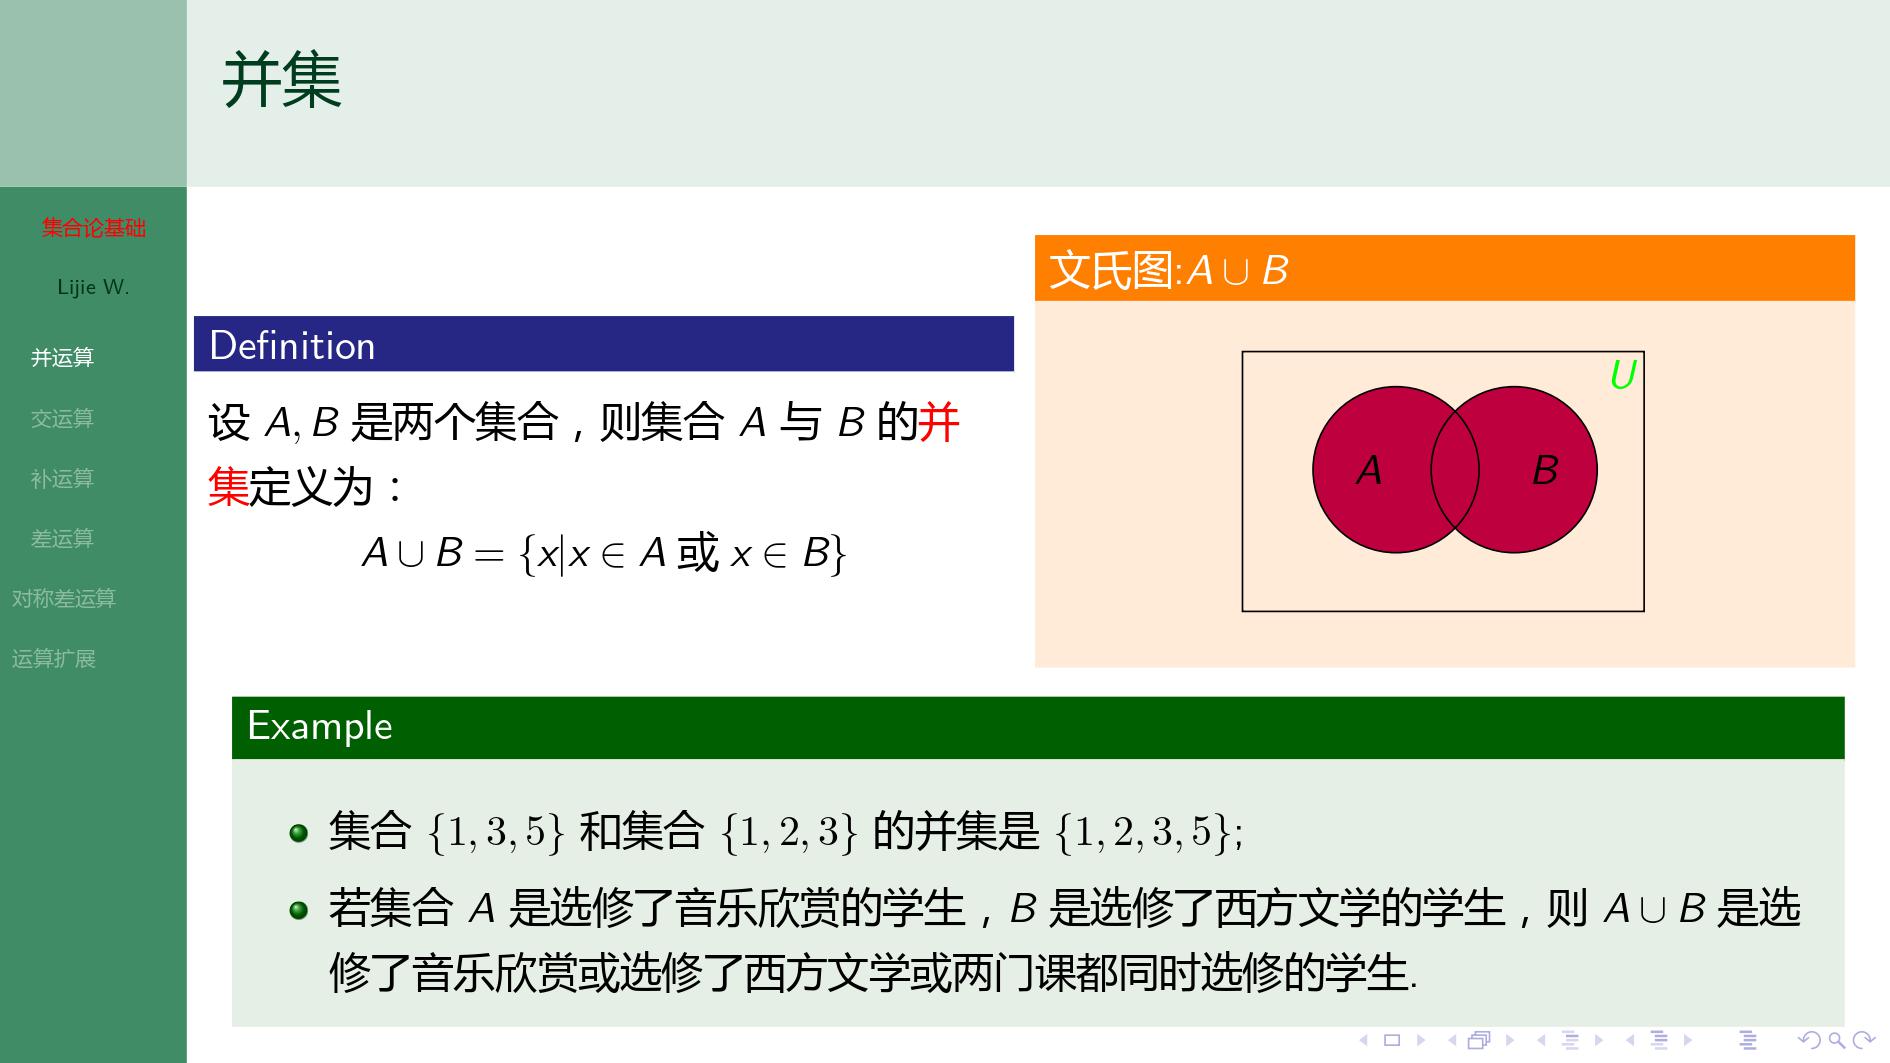 并集
集合论基础
Lijie W.
并运算
交运算
补运算
差运算
对称差运算
运算扩展
Definition
设 A, B 是两个集合，则集合 A 与 B 的并
集定义为：
A ∪ B = {x|x ∈ A 或 x ∈ B}
文氏图:A ∪ B
U
A
B
Example
集合 {1, 3, 5} 和集合 {1, 2, 3} 的并集是 {1, 2, 3, 5};
若集合 A 是选修了音乐欣赏的学生，B 是选修了西方文学的学生，则 A ∪ B 是选
修了音乐欣赏或选修了西方文学或两门课都同时选修的学生.